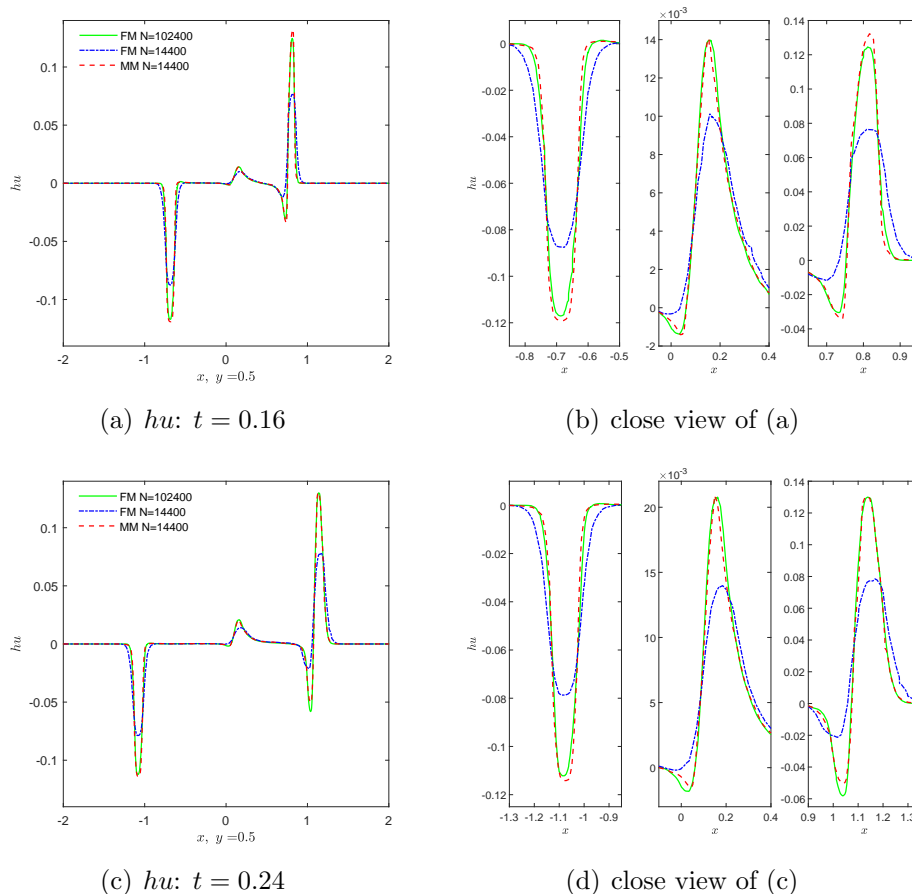 FM N=102400
FM N=14400
MM N=14400
0.1
0.05
0
-0.05
-0.1
hu
-2 -1 0 1 2
x, y =0.5
(a) hu: t = 0.16
0
-0.02
-0.04
-0.06
-0.08
-0.1
-0.12
hu
-0.8 -0.7 -0.6 -0.5
x
×10⁻³
14
12
10
8
6
4
2
0
-2
0 0.2 0.4
x
0.14
0.12
0.1
0.08
0.06
0.04
0.02
0
-0.02
-0.04
0.7 0.8 0.9
x
(b) close view of (a)
FM N=102400
FM N=14400
MM N=14400
0.1
0.05
0
-0.05
-0.1
hu
-2 -1 0 1 2
x, y =0.5
(c) hu: t = 0.24
0
-0.02
-0.04
-0.06
-0.08
-0.1
-0.12
hu
-1.3 -1.2 -1.1 -1 -0.9
x
×10⁻³
20
15
10
5
0
0 0.2 0.4
x
0.14
0.12
0.1
0.08
0.06
0.04
0.02
0
-0.02
-0.04
-0.06
0.9 1 1.1 1.2 1.3
x
(d) close view of (c)